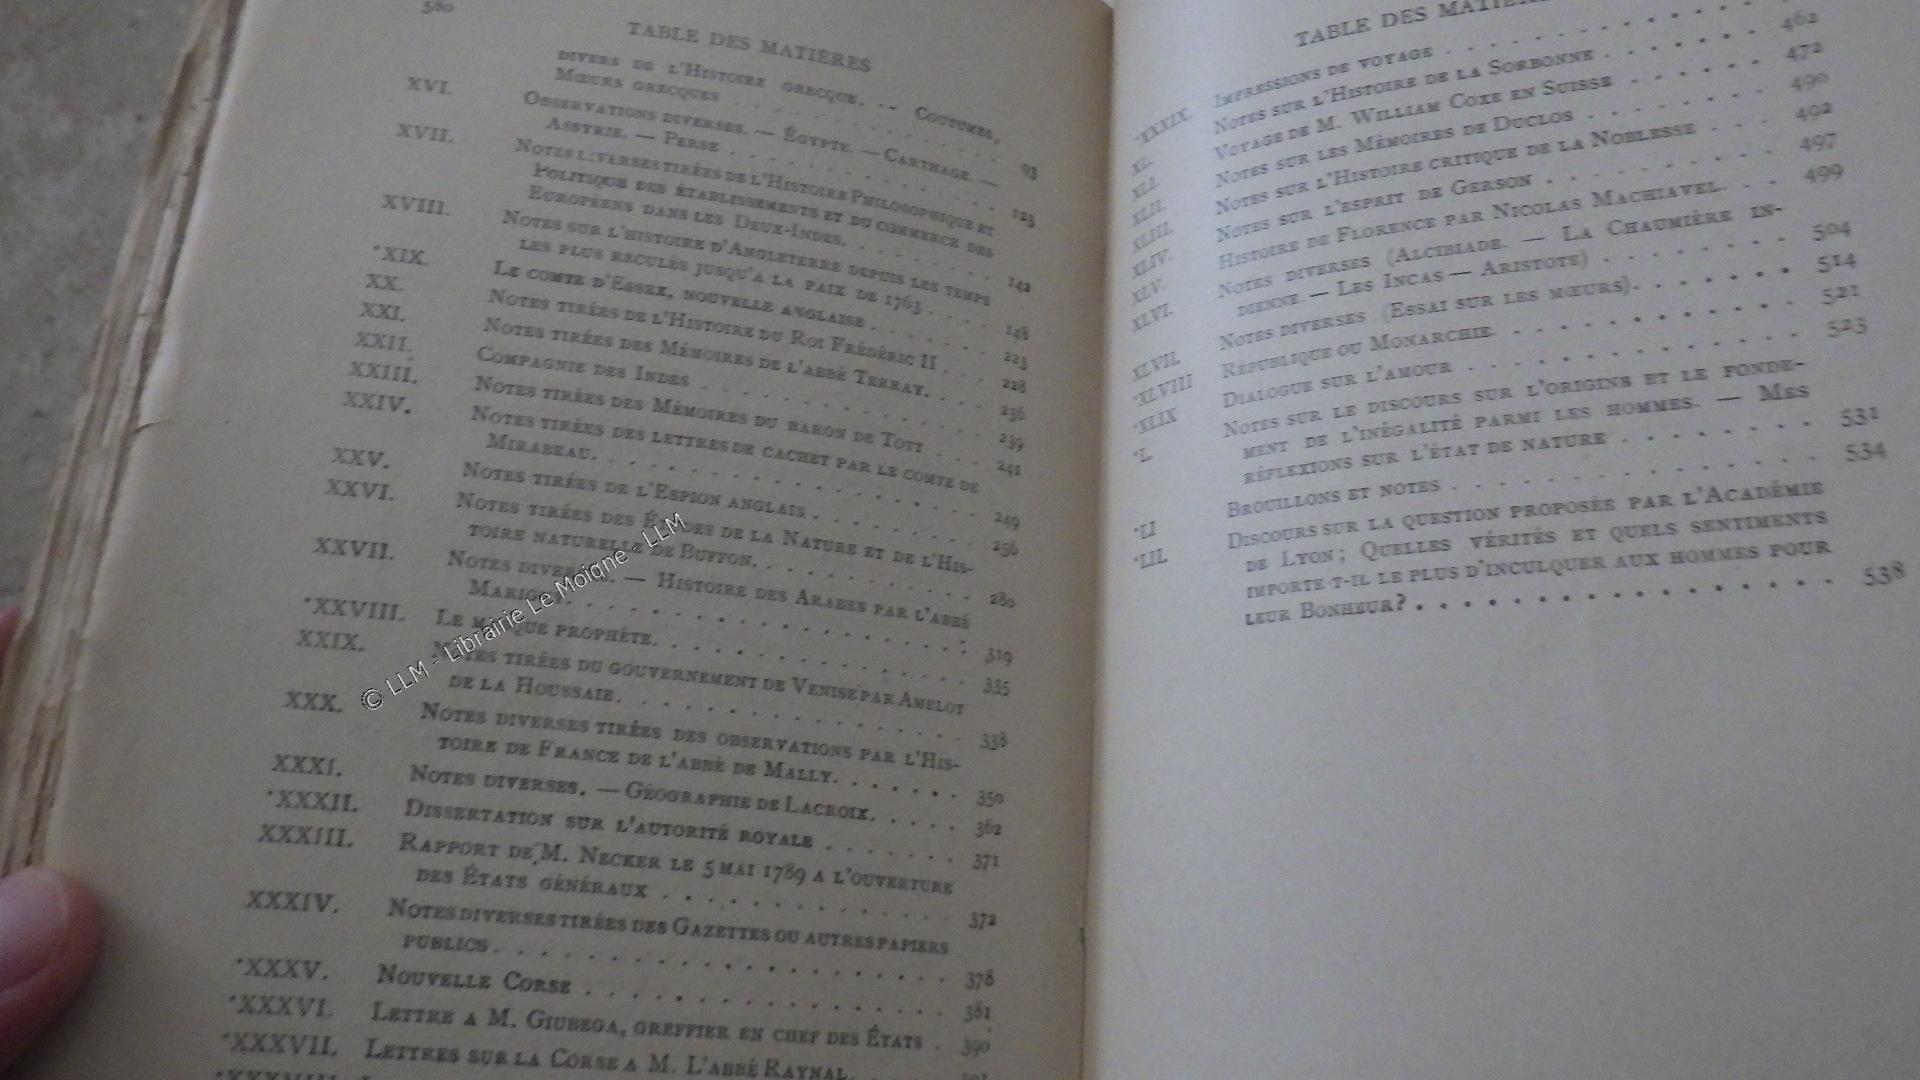 580
TABLE DES MATIÈRES
DIVERS DE L'HISTOIRE GRECQUE. -- COUTUMES,
MŒURS GRECQUES . . . . . . . . . . . 93
XVI. OBSERVATIONS DIVERSES. — ÉGYPTE. — CARTHAGE. —
ASSYRIE. — PERSE . . . . . . . . . . . 123
XVII. NOTES DIVERSES TIRÉES DE L'HISTOIRE PHILOSOPHIQUE ET
POLITIQUE DES ÉTABLISSEMENTS ET DU COMMERCE DES
EUROPÉENS DANS LES DEUX-INDES. . . . . . . . 142
XVIII. NOTES SUR L'HISTOIRE D'ANGLETERRE DEPUIS LES TEMPS
LES PLUS RECULÉS JUSQU'A LA PAIX DE 1763 . . . . 148
*XIX. LE COMTE D'ESSEX, NOUVELLE ANGLAISE . . . . . . 223
XX. NOTES TIRÉES DE L'HISTOIRE DU ROI FRÉDÉRIC II . . . 228
XXI. NOTES TIRÉES DES MÉMOIRES DE L'ABBÉ TERRAY. . . . 236
XXII. COMPAGNIE DES INDES . . . . . . . . . . . 239
XXIII. NOTES TIRÉES DES MÉMOIRES DU BARON DE TOTT . . . 241
XXIV. NOTES TIRÉES DES LETTRES DE CACHET PAR LE COMTE DE
MIRABEAU. . . . . . . . . . . . . . 249
XXV. NOTES TIRÉES DE L'ESPION ANGLAIS . . . . . . . 256
XXVI. NOTES TIRÉES DES ÉTUDES DE LA NATURE ET DE L'HIS-
TOIRE NATURELLE DE BUFFON. . . . . . . . . . 280
XXVII. NOTES DIVERSES. — HISTOIRE DES ARABES PAR L'ABBÉ
MARIGNY. . . . . . . . . . . . . . . 319
*XXVIII. LE MASQUE PROPHÈTE. . . . . . . . . . . . 335
XXIX. NOTES TIRÉES DU GOUVERNEMENT DE VENISE PAR AMELOT
DE LA HOUSSAIE. . . . . . . . . . . . . 338
XXX. NOTES DIVERSES TIRÉES DES OBSERVATIONS PAR L'HIS-
TOIRE DE FRANCE DE L'ABBÉ DE MALLY. . . . . . . 350
XXXI. NOTES DIVERSES. — GÉOGRAPHIE DE LACROIX. . . . . 362
*XXXII. DISSERTATION SUR L'AUTORITÉ ROYALE . . . . . . . 371
XXXIII. RAPPORT DE M. NECKER LE 5 MAI 1789 A L'OUVERTURE
DES ÉTATS GÉNÉRAUX . . . . . . . . . . . 372
XXXIV. NOTES DIVERSES TIRÉES DES GAZETTES OU AUTRES PAPIERS
PUBLICS . . . . . . . . . . . . . . . 378
*XXXV. NOUVELLE CORSE . . . . . . . . . . . . . 381
*XXXVI. LETTRE A M. GIUBEGA, GREFFIER EN CHEF DES ÉTATS . 390
*XXXVII. LETTRES SUR LA CORSE A M. L'ABBÉ RAYNAL. . .
*XXXVIII.
© LLM - Librairie Le Moigne - LLM
TABLE DES MATIÈRES
*XXXIX. IMPRESSIONS DE VOYAGE . . . . . . . . . . .
XL. NOTES SUR L'HISTOIRE DE LA SORBONNE . . . . . . 462
XLI. VOYAGE DE M. WILLIAM COXE EN SUISSE . . . . . . 472
XLII. NOTES SUR LES MÉMOIRES DE DUCLOS . . . . . . . 490
XLIII. NOTES SUR L'HISTOIRE CRITIQUE DE LA NOBLESSE . . . 492
XLIV. NOTES SUR L'ESPRIT DE GERSON . . . . . . . . 497
XLV. HISTOIRE DE FLORENCE PAR NICOLAS MACHIAVEL. . . . 499
XLVI. NOTES DIVERSES (ALCIBIADE. — LA CHAUMIÈRE IN-
DIENNE. — LES INCAS — ARISTOTE) . . . . . . . . 504
XLVII. NOTES DIVERSES (ESSAI SUR LES MŒURS). . . . . . . 514
*XLVIII RÉPUBLIQUE OU MONARCHIE. . . . . . . . . . 521
*XLIX DIALOGUE SUR L'AMOUR . . . . . . . . . . . 523
*L. NOTES SUR LE DISCOURS SUR L'ORIGINE ET LE FONDE-
MENT DE L'INÉGALITÉ PARMI LES HOMMES. — MES
RÉFLEXIONS SUR L'ÉTAT DE NATURE . . . . . . . 531
*LI BROUILLONS ET NOTES . . . . . . . . . . . . 534
*LII. DISCOURS SUR LA QUESTION PROPOSÉE PAR L'ACADÉMIE
DE LYON; QUELLES VÉRITÉS ET QUELS SENTIMENTS
IMPORTE-T-IL LE PLUS D'INCULQUER AUX HOMMES POUR
LEUR BONHEUR? . . . . . . . . . . . . . . 538